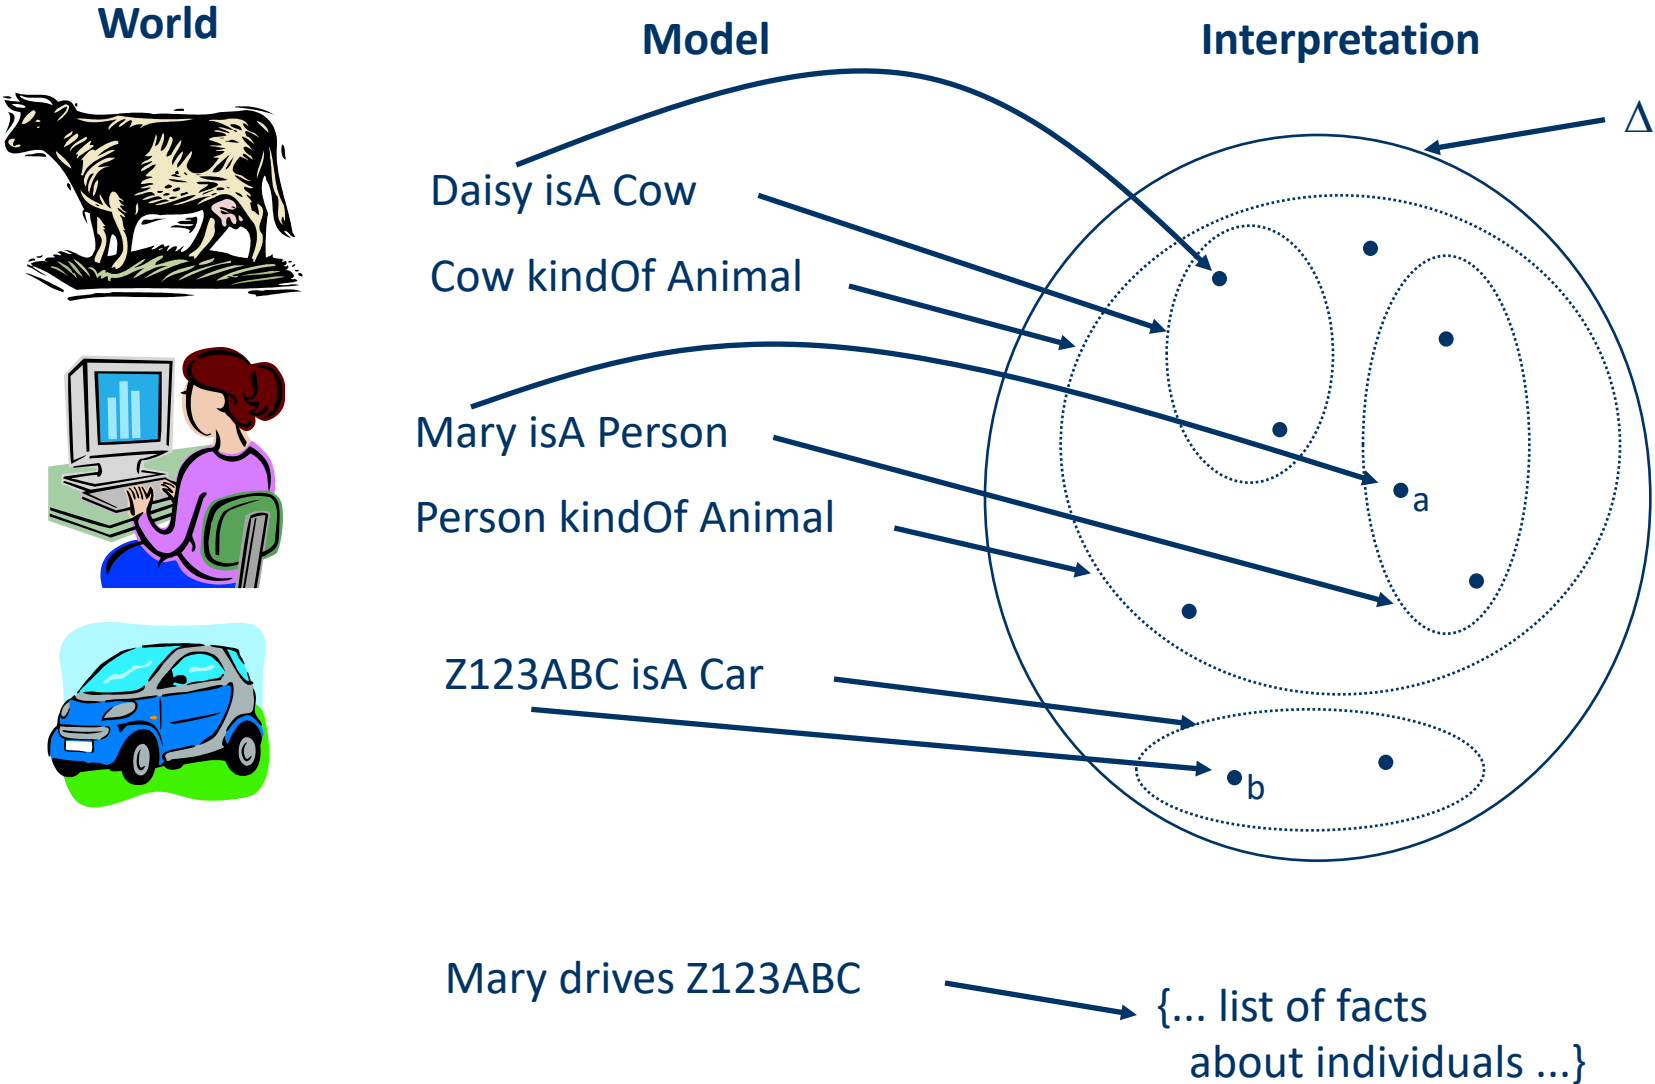 World
Model
Interpretation
Δ
Daisy isA Cow
Cow kindOf Animal
Mary isA Person
a
Person kindOf Animal
Z123ABC isA Car
b
Mary drives Z123ABC
{... list of facts
about individuals ...}